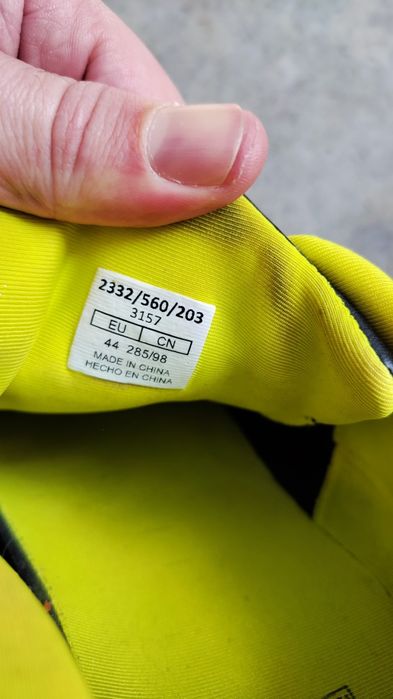 2332/560/203
3157
EU CN
44 285/98
MADE IN CHINA
HECHO EN CHINA